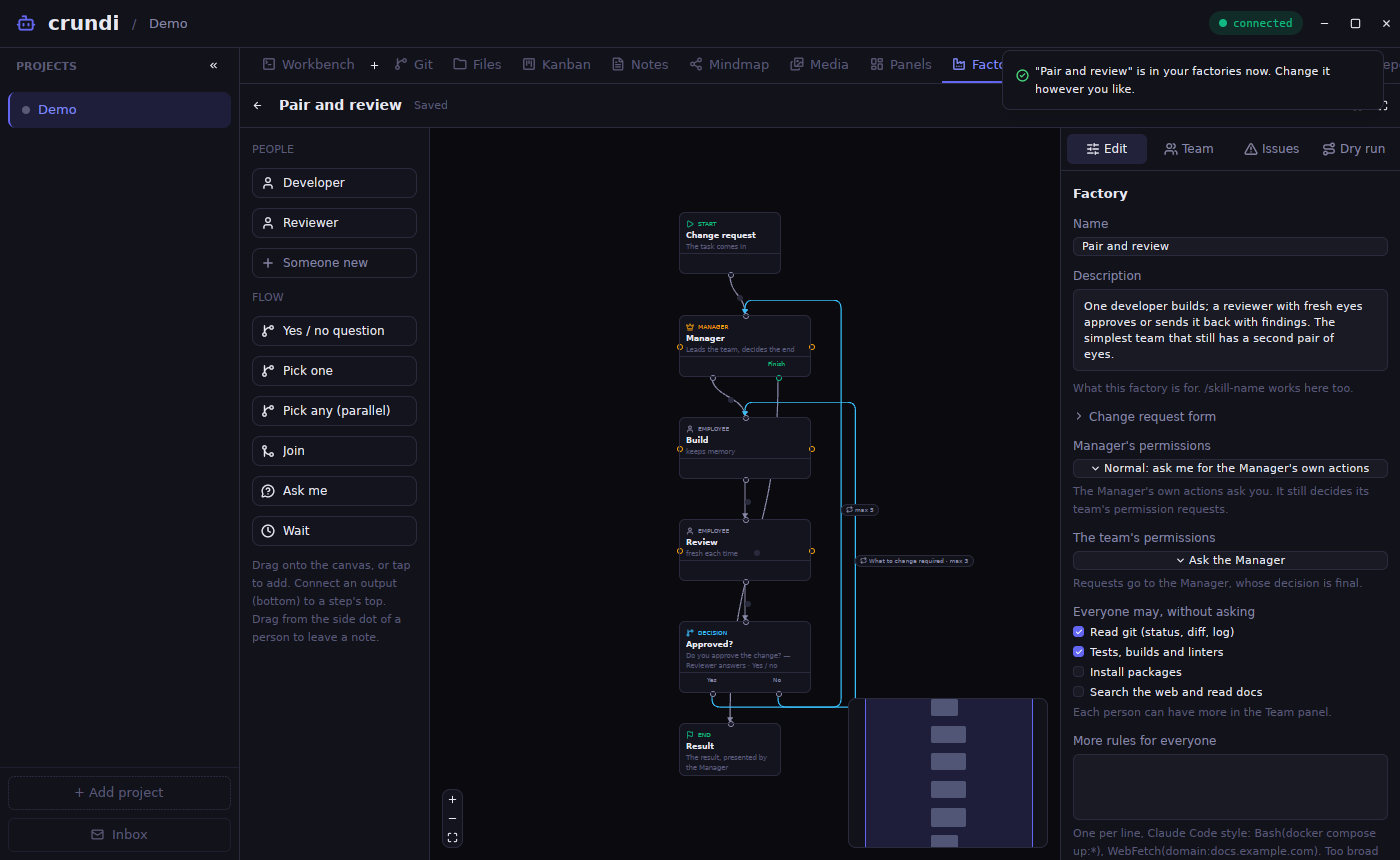 crundi / Demo
connected
PROJECTS
Demo
+ Add project
Inbox
Workbench
+
Git
Files
Kanban
Notes
Mindmap
Media
Panels
"Pair and review" is in your factories now. Change it
however you like.
Pair and review
Saved
PEOPLE
Developer
Reviewer
Someone new
FLOW
Yes / no question
Pick one
Pick any (parallel)
Join
Ask me
Wait
Drag onto the canvas, or tap
to add. Connect an output
(bottom) to a step's top.
Drag from the side dot of a
person to leave a note.
START
Change request
The task comes in
MANAGER
Manager
Leads the team, decides the end
Finish
EMPLOYEE
Build
keeps memory
max 5
EMPLOYEE
Review
fresh each time
What to change required · max 3
DECISION
Approved?
Do you approve the change? —
Reviewer answers · Yes / no
Yes
No
END
Result
The result, presented by
the Manager
Edit
Team
Issues
Dry run
Factory
Name
Pair and review
Description
One developer builds; a reviewer with fresh eyes
approves or sends it back with findings. The
simplest team that still has a second pair of
eyes.
What this factory is for. /skill-name works here too.
Change request form
Manager's permissions
Normal: ask me for the Manager's own actions
The Manager's own actions ask you. It still decides its
team's permission requests.
The team's permissions
Ask the Manager
Requests go to the Manager, whose decision is final.
Everyone may, without asking
Read git (status, diff, log)
Tests, builds and linters
Install packages
Search the web and read docs
Each person can have more in the Team panel.
More rules for everyone
One per line, Claude Code style: Bash(docker compose
up:*), WebFetch(domain:docs.example.com). Too broad